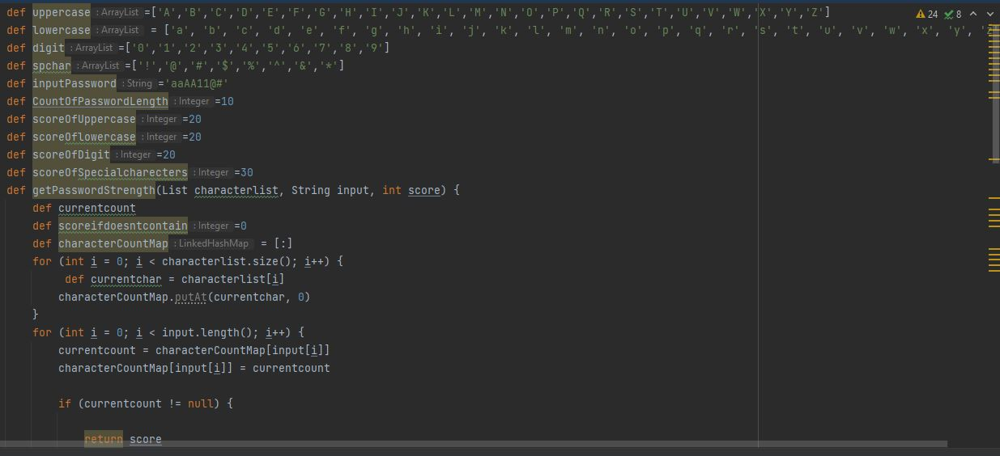 def uppercase : ArrayList =['A','B','C','D','E','F','G','H','I','J','K','L','M','N','O','P','Q','R','S','T','U','V','W','X','Y','Z'] 24 8
def lowercase : ArrayList = ['a', 'b', 'c', 'd', 'e', 'f', 'g', 'h', 'i', 'j', 'k', 'l', 'm', 'n', 'o', 'p', 'q', 'r', 's', 't', 'u', 'v', 'w', 'x', 'y', 'z
def digit : ArrayList =['0','1','2','3','4','5','6','7','8','9']
def spchar : ArrayList =['!','@','#','$','%','^','&','*']
def inputPassword : String ='aaAA11@#'
def CountOfPasswordLength : Integer =10
def scoreOfUppercase : Integer =20
def scoreOflowercase : Integer =20
def scoreOfDigit : Integer =20
def scoreOfSpecialcharecters : Integer =30
def getPasswordStrength(List characterlist, String input, int score) {
def currentcount
def scoreifdoesntcontain : Integer =0
def characterCountMap : LinkedHashMap = [:]
for (int i = 0; i < characterlist.size(); i++) {
def currentchar = characterlist[i]
characterCountMap.putAt(currentchar, 0)
}
for (int i = 0; i < input.length(); i++) {
currentcount = characterCountMap[input[i]]
characterCountMap[input[i]] = currentcount
if (currentcount != null) {
return score